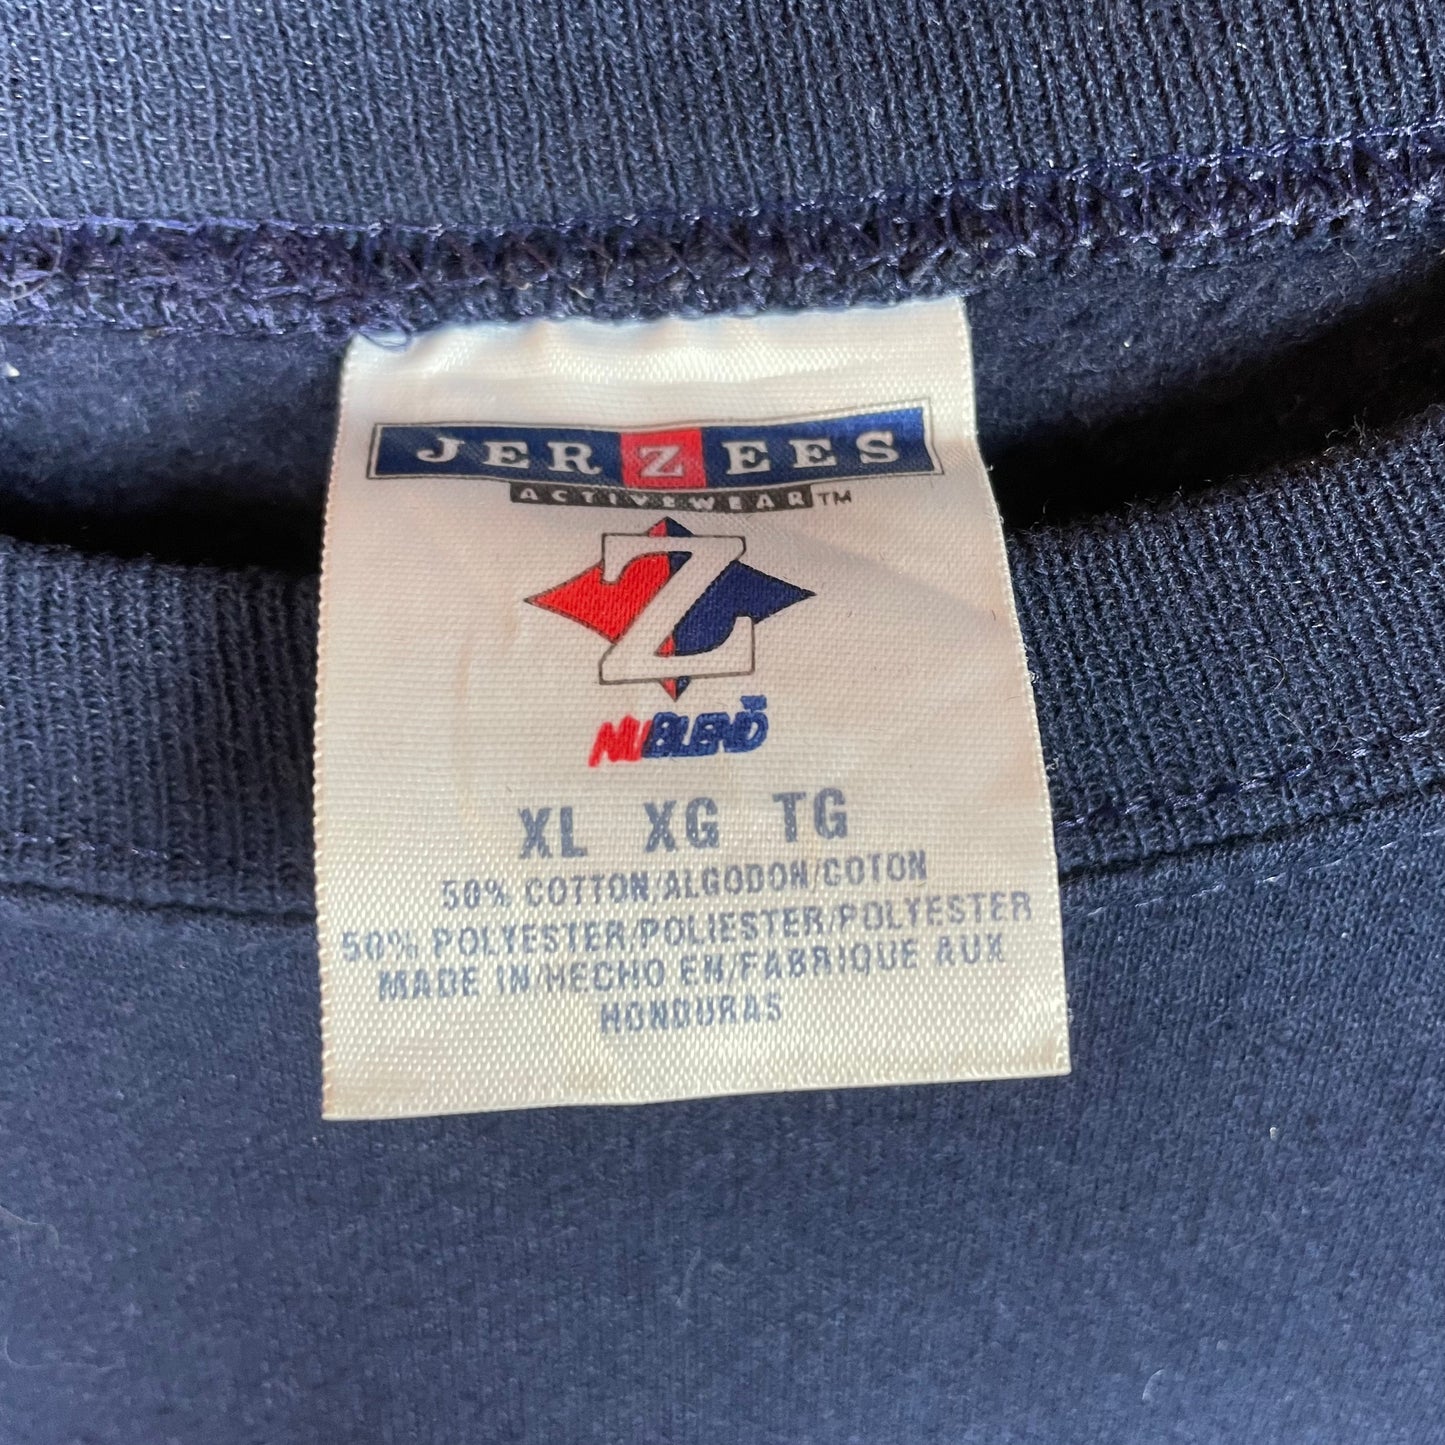 JERZEES
ACTIVEWEAR™
Z
NUBLEND™
XL XG TG
50% COTTON/ALGODON/COTON
50% POLYESTER/POLIESTER/POLYESTER
MADE IN/HECHO EN/FABRIQUE AUX
HONDURAS